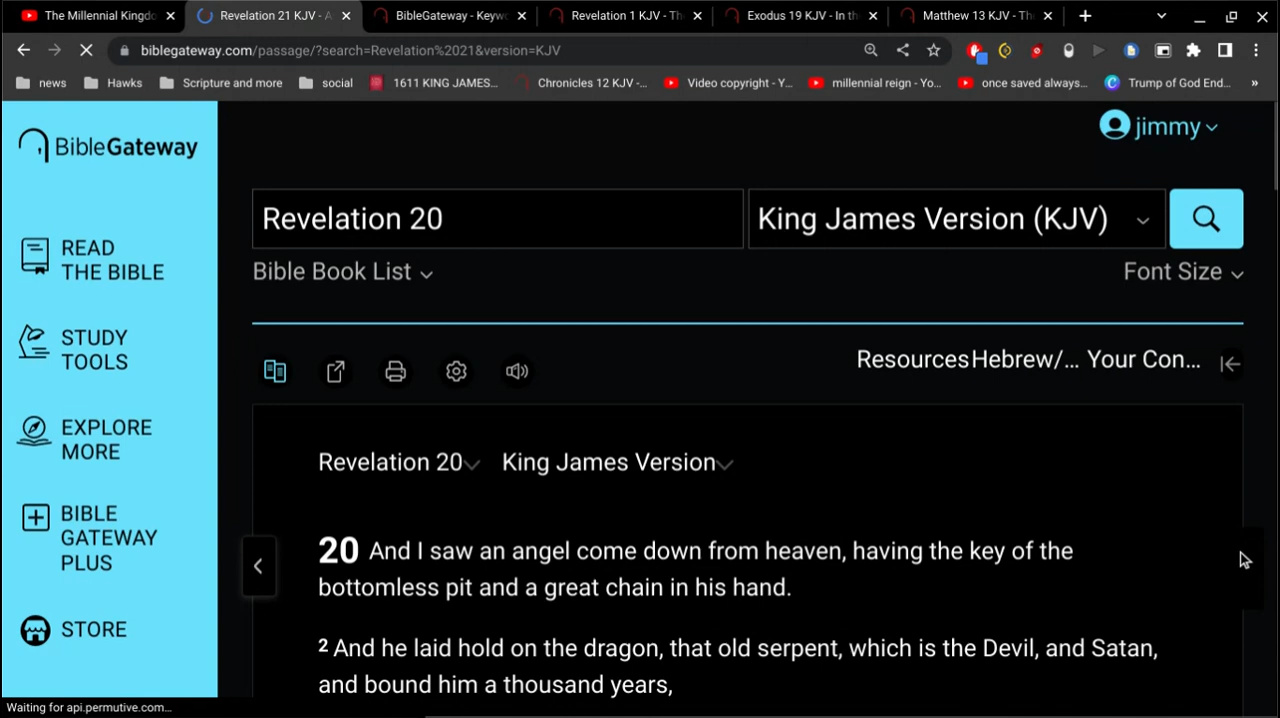 The Millennial Kingdo
Revelation 21 KJV - A
BibleGateway - Keyw
Revelation 1 KJV - Th
Exodus 19 KJV - In th
Matthew 13 KJV - Th
biblegateway.com/passage/?search=Revelation%2021&version=KJV
news
Hawks
Scripture and more
social
1611 KING JAMES...
Chronicles 12 KJV -...
Video copyright - Y...
millennial reign - Yo...
once saved always...
Trump of God End...
»
BibleGateway
jimmy
Revelation 20
King James Version (KJV)
Bible Book List
Font Size
READ
THE BIBLE
STUDY
TOOLS
EXPLORE
MORE
BIBLE
GATEWAY
PLUS
STORE
Resources Hebrew/... Your Con...
Revelation 20 King James Version
20 And I saw an angel come down from heaven, having the key of the
bottomless pit and a great chain in his hand.
2 And he laid hold on the dragon, that old serpent, which is the Devil, and Satan,
and bound him a thousand years,
Waiting for api.permutive.com...